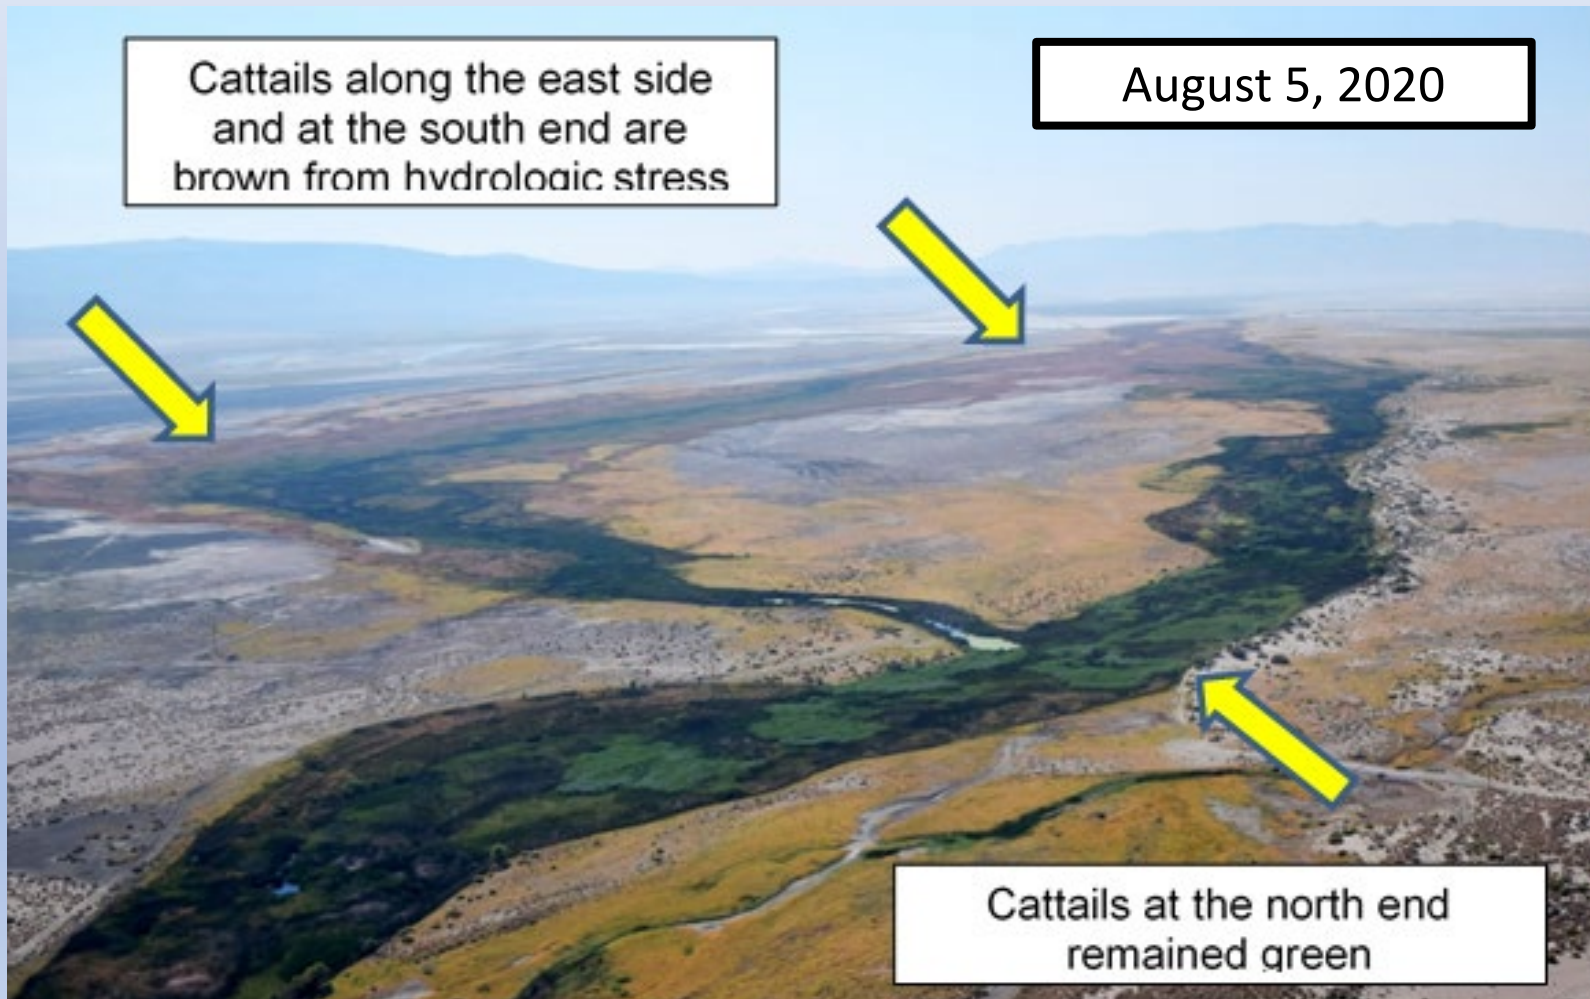 Cattails along the east side
and at the south end are
brown from hydrologic stress
August 5, 2020
Cattails at the north end
remained green